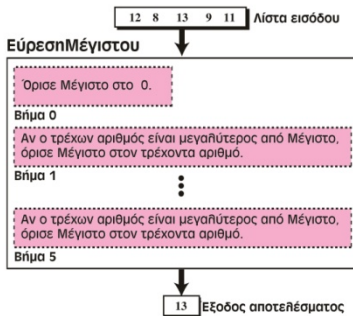 12 8 13 9 11 Λίστα εισόδου
ΕύρεσηΜέγιστου
Όρισε Μέγιστο στο 0.
Βήμα 0
Αν ο τρέχων αριθμός είναι μεγαλύτερος από Μέγιστο,
όρισε Μέγιστο στον τρέχοντα αριθμό.
Βήμα 1
Αν ο τρέχων αριθμός είναι μεγαλύτερος από Μέγιστο,
όρισε Μέγιστο στον τρέχοντα αριθμό.
Βήμα 5
13 Εξοδος αποτελέσματος